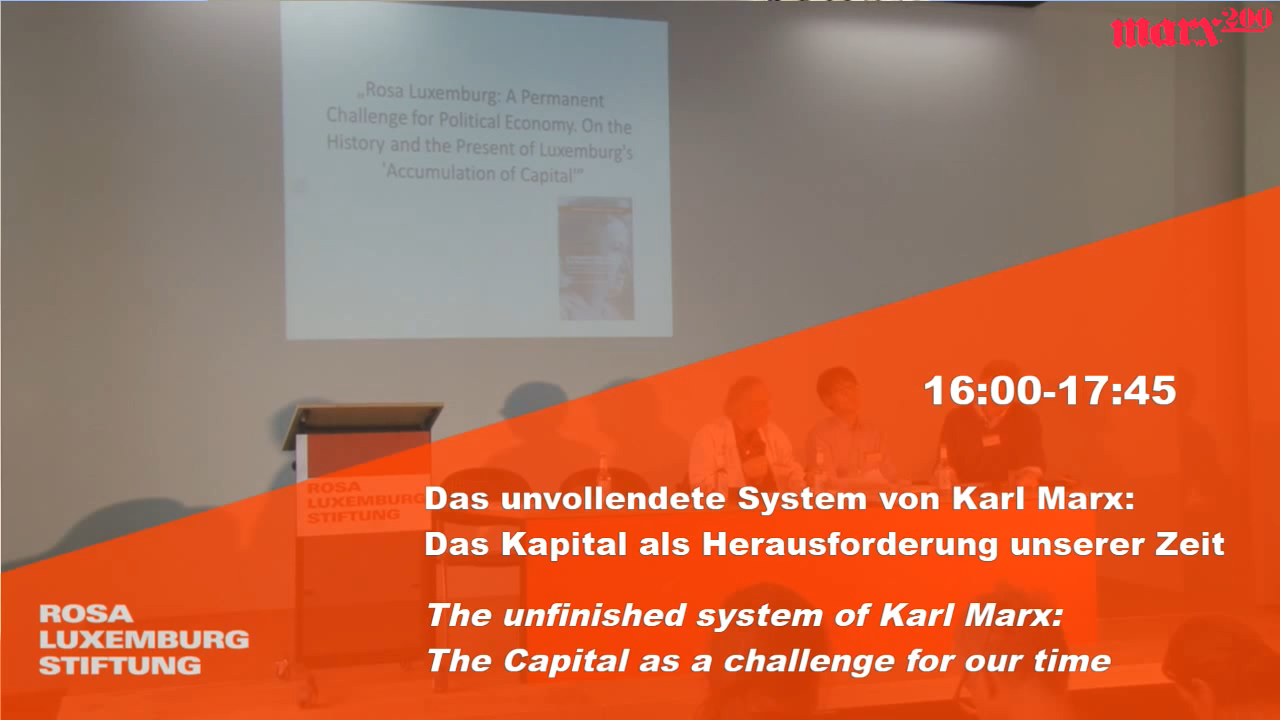 marx200
„Rosa Luxemburg: A Permanent
Challenge for Political Economy. On the
History and the Present of Luxemburg's
'Accumulation of Capital'“
16:00-17:45
ROSA
LUXEMBURG
STIFTUNG
Das unvollendete System von Karl Marx:
Das Kapital als Herausforderung unserer Zeit
The unfinished system of Karl Marx:
The Capital as a challenge for our time
ROSA
LUXEMBURG
STIFTUNG